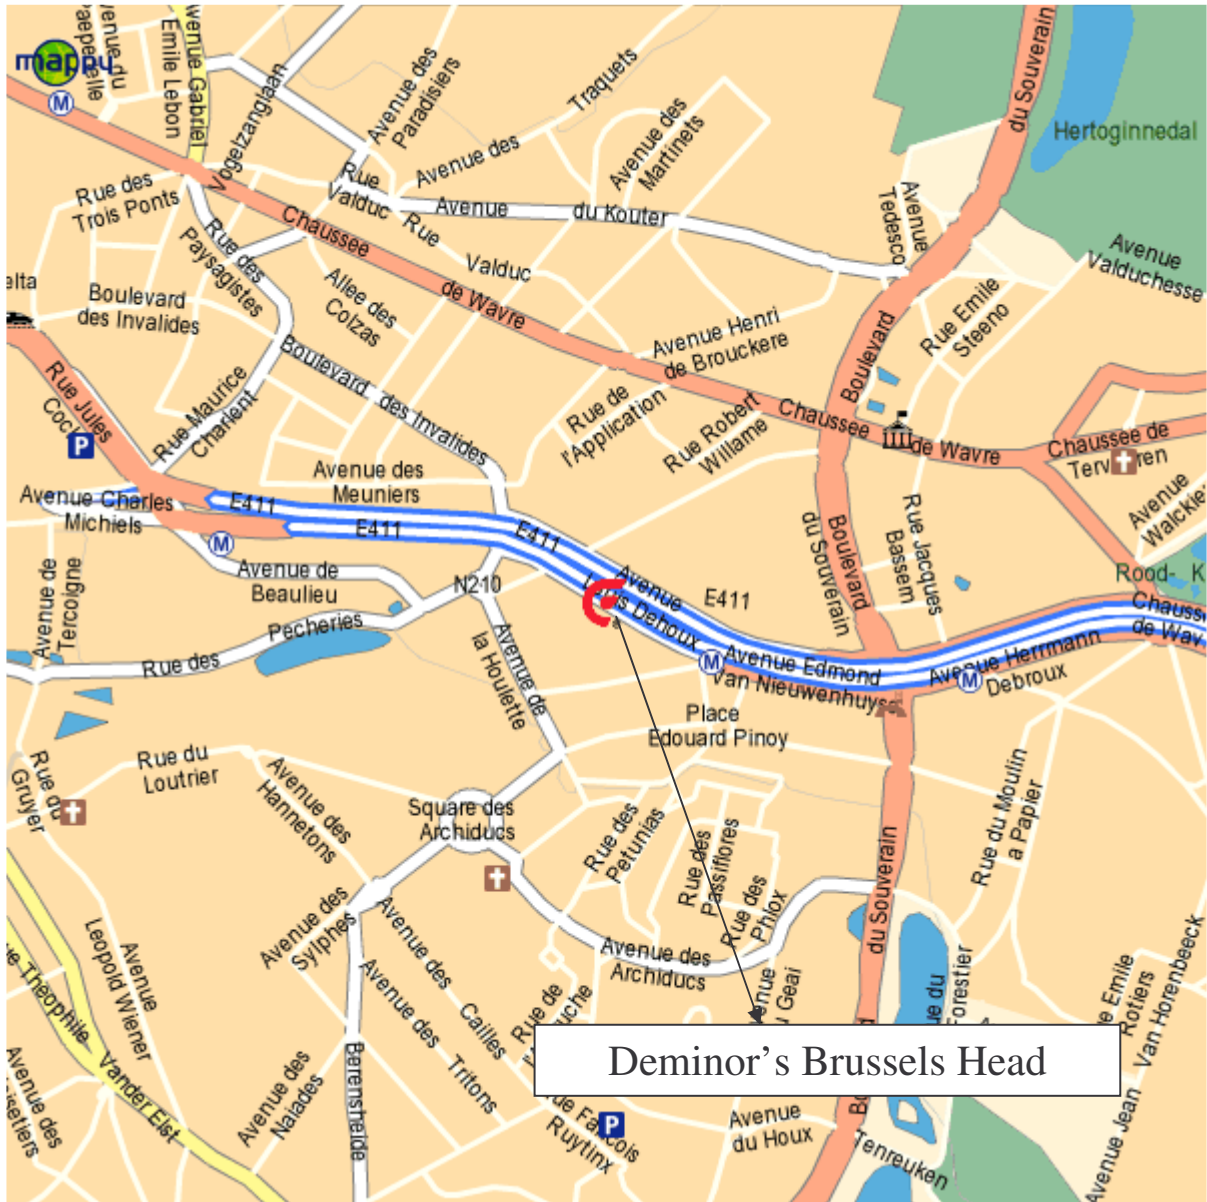 mappy
M
Avenue du
Emile Lebon
Avenue Gabriel
Vogelzanglaan
Avenue des
Paradisiers
Avenue des
Traquets
Avenue des
Martinets
du Souverain
Hertoginnedal
Rue des
Trois Ponts
Rue
Valduc
Rue
Valduc
Avenue
du Kouter
Avenue
Tedesco
Avenue
Valduchesse
Chaussee
de Wavre
Rue des
Paysagistes
Allee des
Colzas
elta
Boulevard
des Invalides
Boulevard
des Invalides
Avenue Henri
de Brouckere
Rue Emile
Steeno
Boulevard
Rue Jules
Cock
P
Rue Maurice
Charlent
Rue de
l'Application
Rue Robert
Willame
Chaussee
de Wavre
Chaussee de
Avenue des
Meuniers
Avenue Charles
Michiels
E411
E411
E411
E411
M
Avenue de
Beaulieu
N210
Avenue
Louis Dehoux
Boulevard
du Souverain
Rue Jacques
Bassem
Avenue
Rood-
Avenue de
Tercoigne
Pecheries
Rue des
Avenue de
la Houlette
M
Avenue Edmond
Van Nieuwenhuyse
Avenue Herrmann
Debroux
M
Place
Edouard Pinoy
Rue du
Gruyer
Rue du
Loutrier
Avenue des
Hannetons
Square des
Archiducs
Rue des
Petunias
Rue des
Passiflores
Rue des
Phlox
Rue du Moulin
a Papier
du Souverain
Avenue des
Sylphes
Avenue des
Cailles
Avenue des
Tritons
Avenue des
Archiducs
Rue de
Avenue
Leopold Wiener
Theophile
Vander Elst
Avenue des
Avenue des
Naiades
Berensheide
Forestier
Rotiers
Van Horenbeeck
Avenue Jean
Deminor's Brussels Head
P
Ruytinx
Avenue
du Houx
Tenreuken